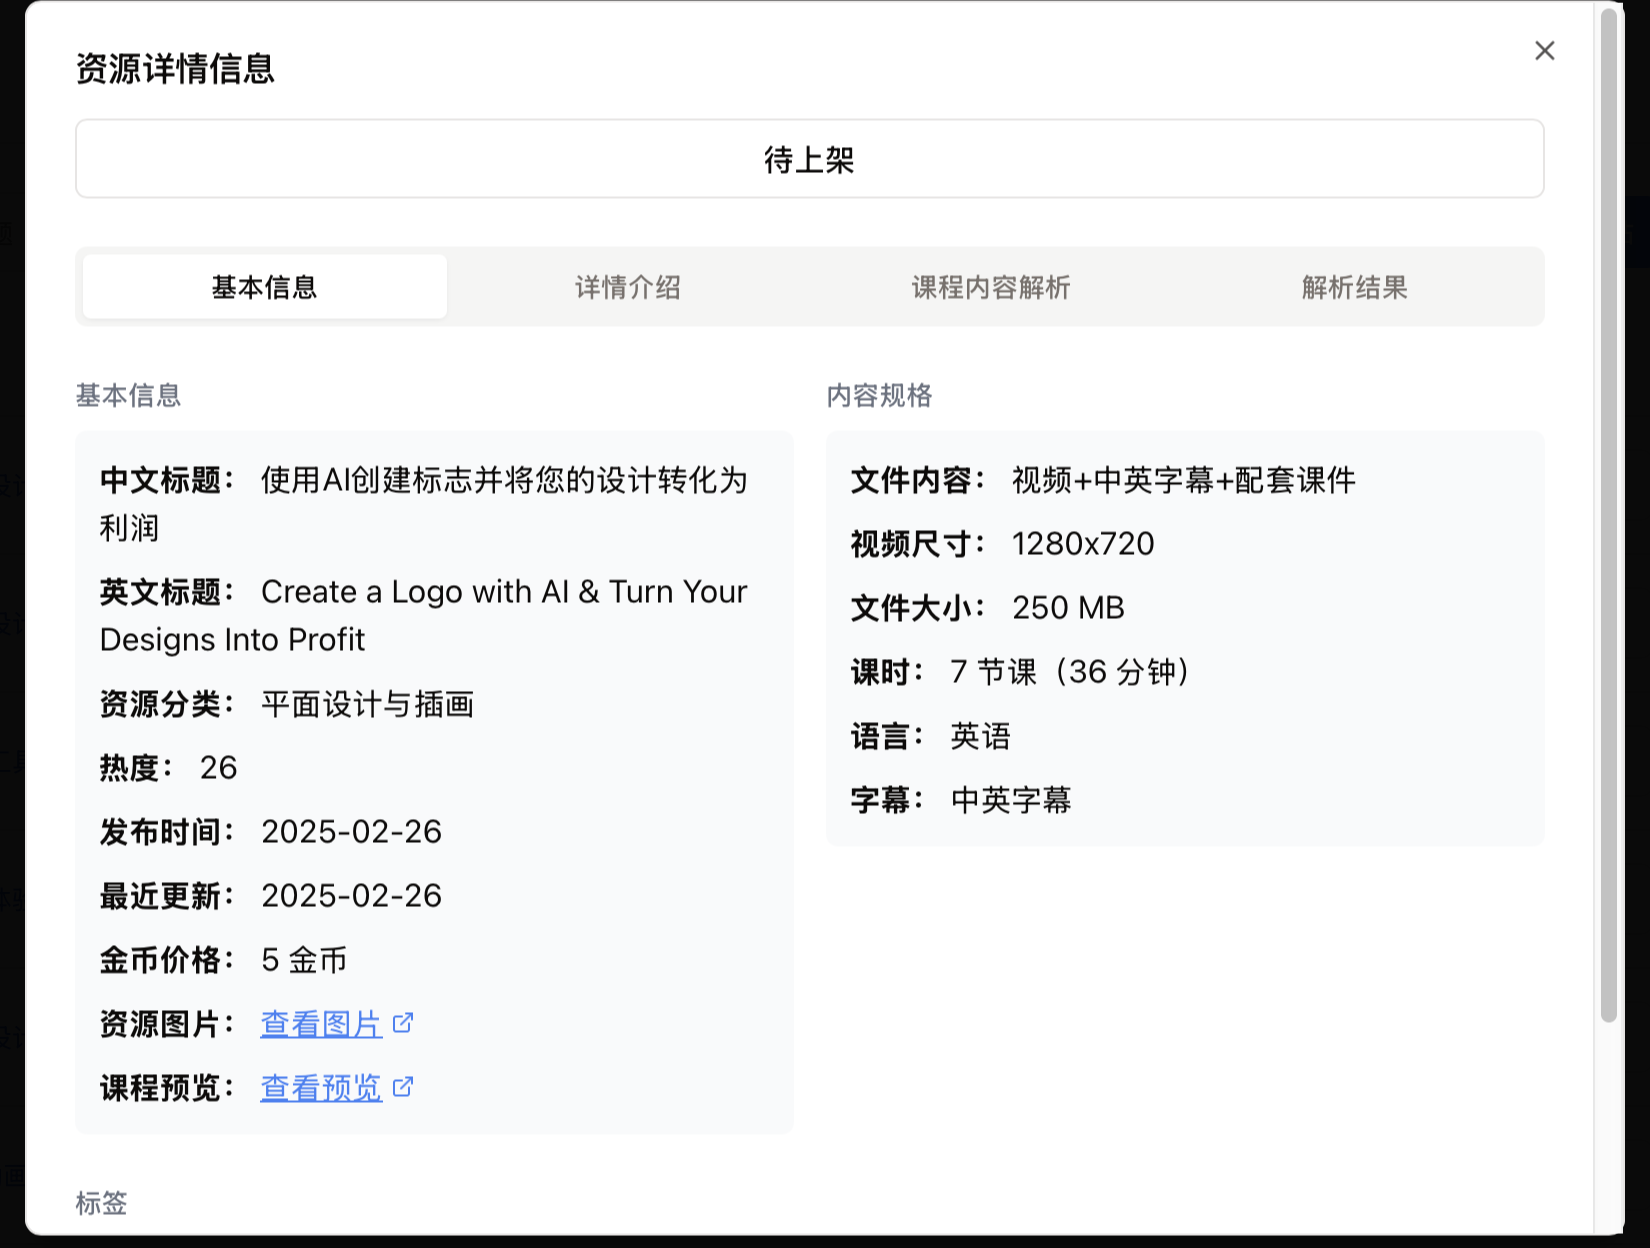 资源详情信息
待上架
基本信息
详情介绍
课程内容解析
解析结果
基本信息
中文标题： 使用AI创建标志并将您的设计转化为
利润
英文标题： Create a Logo with AI & Turn Your
Designs Into Profit
资源分类： 平面设计与插画
热度： 26
发布时间： 2025-02-26
最近更新： 2025-02-26
金币价格： 5 金币
资源图片： 查看图片
课程预览： 查看预览
内容规格
文件内容： 视频+中英字幕+配套课件
视频尺寸： 1280x720
文件大小： 250 MB
课时： 7 节课（36 分钟）
语言： 英语
字幕： 中英字幕
标签